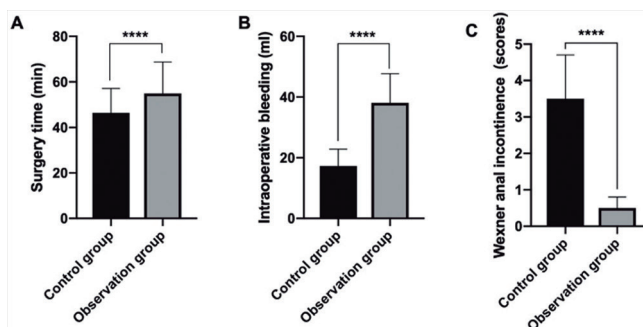 A
****
Surgery time (min)
80
60
40
20
0
Control group
Observation group
B
****
Intraoperative bleeding (ml)
60
40
20
0
Control group
Observation group
C
****
Wexner anal incontinence (scores)
5
4
3
2
1
0
Control group
Observation group